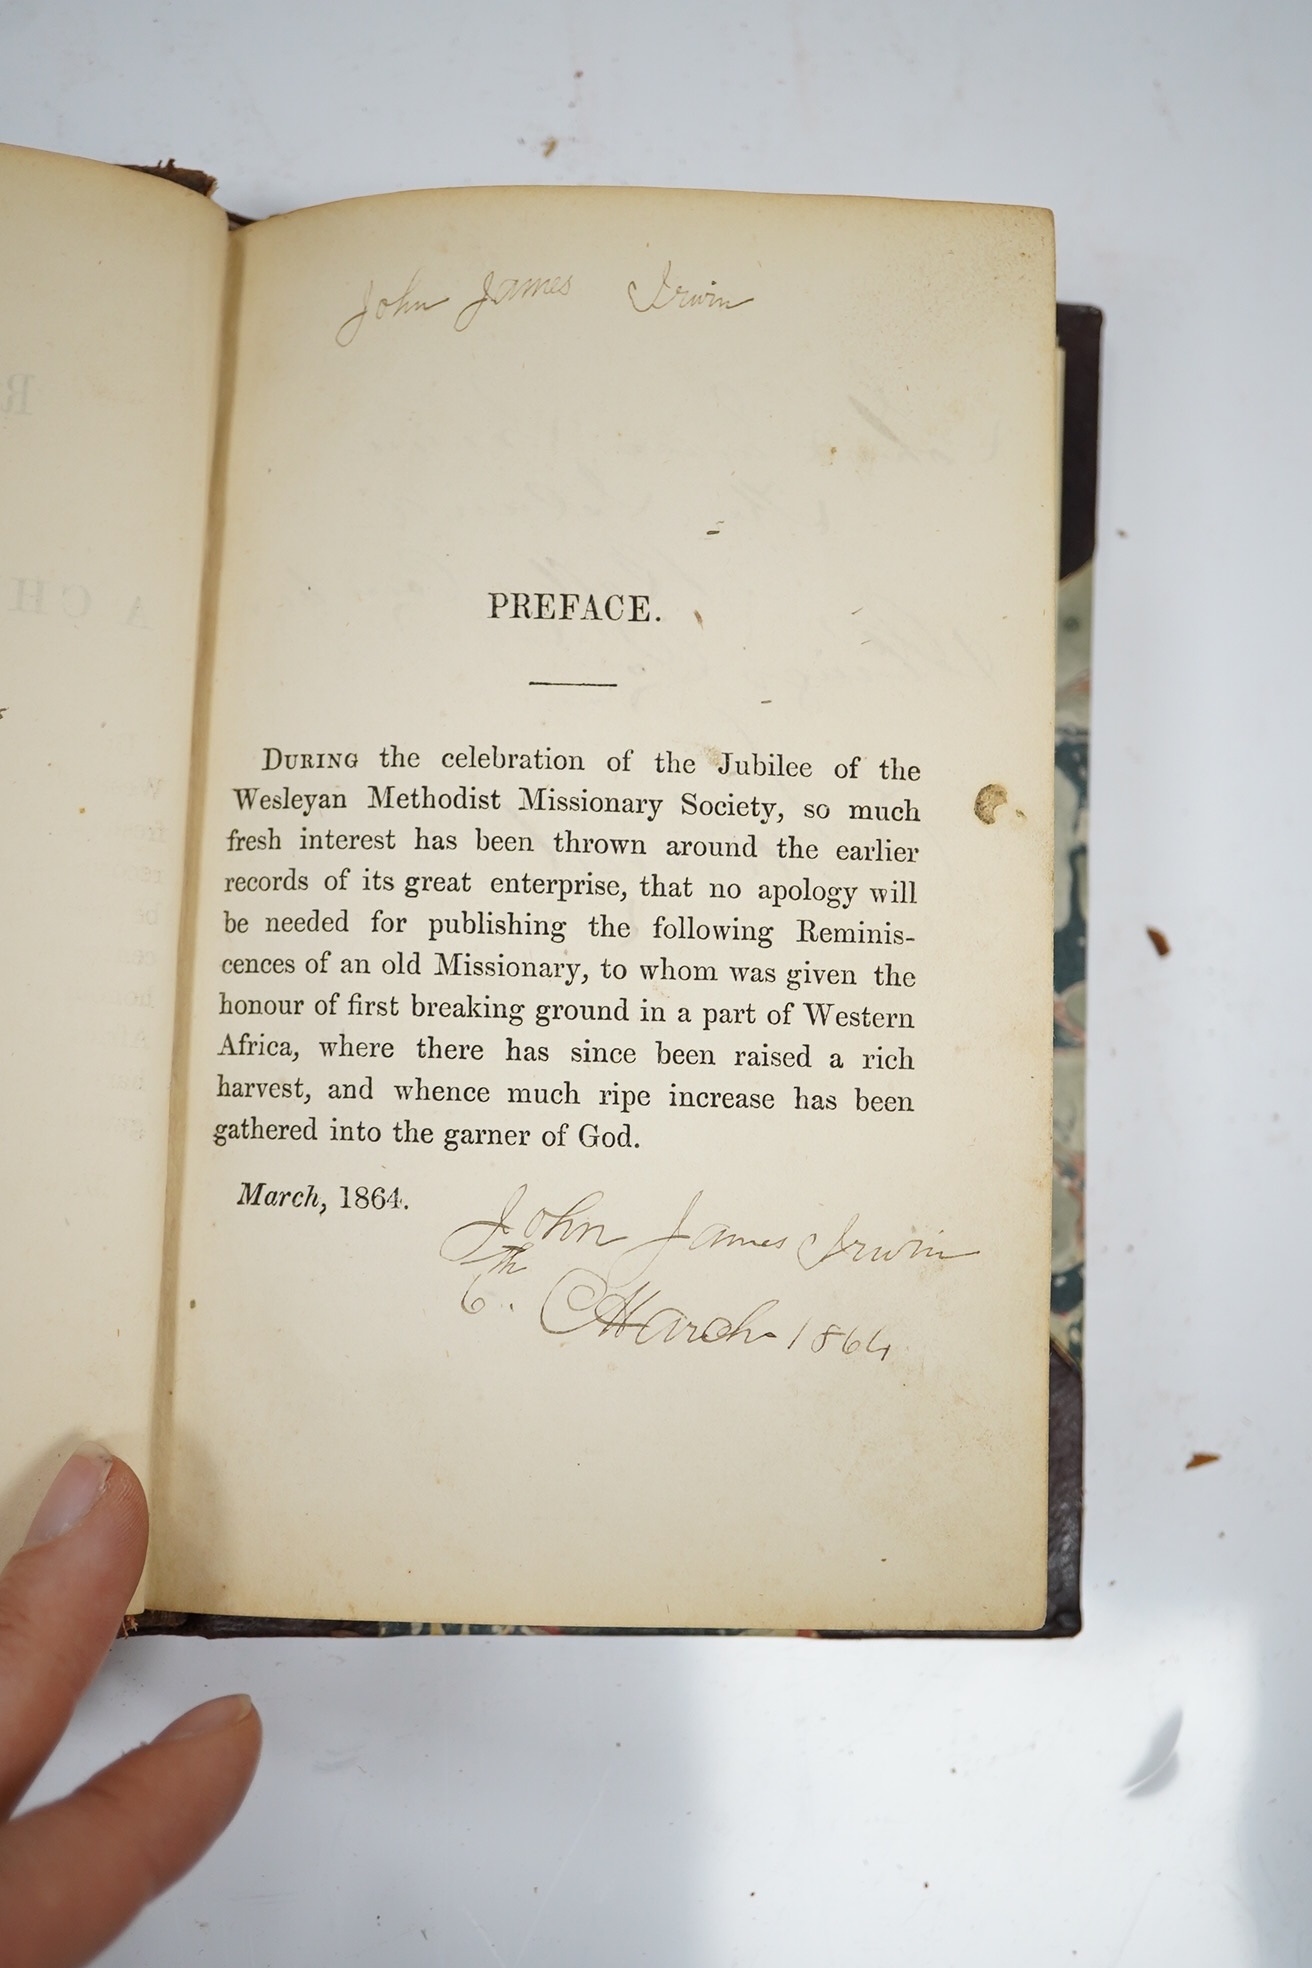 John James Irwin
PREFACE.
DURING the celebration of the Jubilee of the
Wesleyan Methodist Missionary Society, so much
fresh interest has been thrown around the earlier
records of its great enterprise, that no apology will
be needed for publishing the following Reminis-
cences of an old Missionary, to whom was given the
honour of first breaking ground in a part of Western
Africa, where there has since been raised a rich
harvest, and whence much ripe increase has been
gathered into the garner of God.
March, 1864.
John James Irwin
6th. March 1864